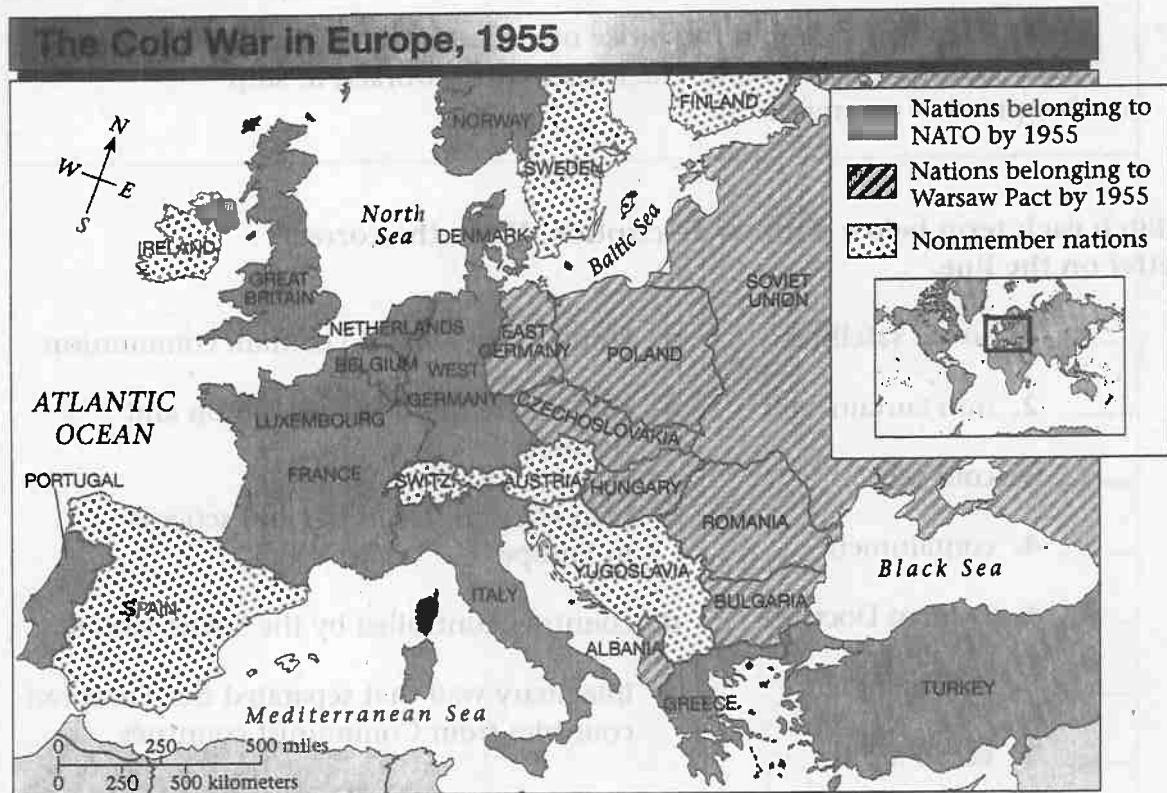 The Cold War in Europe, 1955
Nations belonging to
NATO by 1955
Nations belonging to
Warsaw Pact by 1955
Nonmember nations
N
W
E
S
NORWAY
FINLAND
SWEDEN
North
Sea
DENMARK
Baltic Sea
IRELAND
GREAT
BRITAIN
SOVIET
UNION
NETHERLANDS
EAST
GERMANY
POLAND
BELGIUM
WEST
GERMANY
ATLANTIC
OCEAN
LUXEMBOURG
CZECHOSLOVAKIA
FRANCE
SWITZ.
AUSTRIA
HUNGARY
PORTUGAL
ROMANIA
YUGOSLAVIA
Black Sea
ITALY
SPAIN
BULGARIA
ALBANIA
TURKEY
GREECE
Mediterranean Sea
0 250 500 miles
0 250 500 kilometers